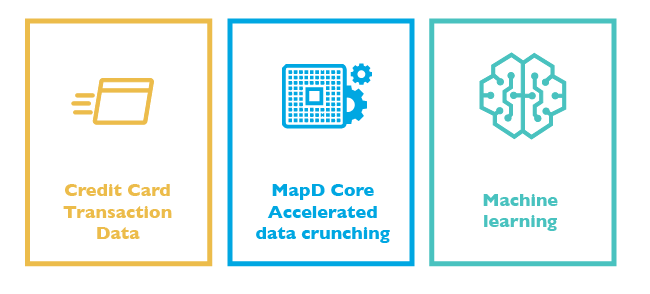 Credit Card
Transaction
Data
MapD Core
Accelerated
data crunching
Machine
learning